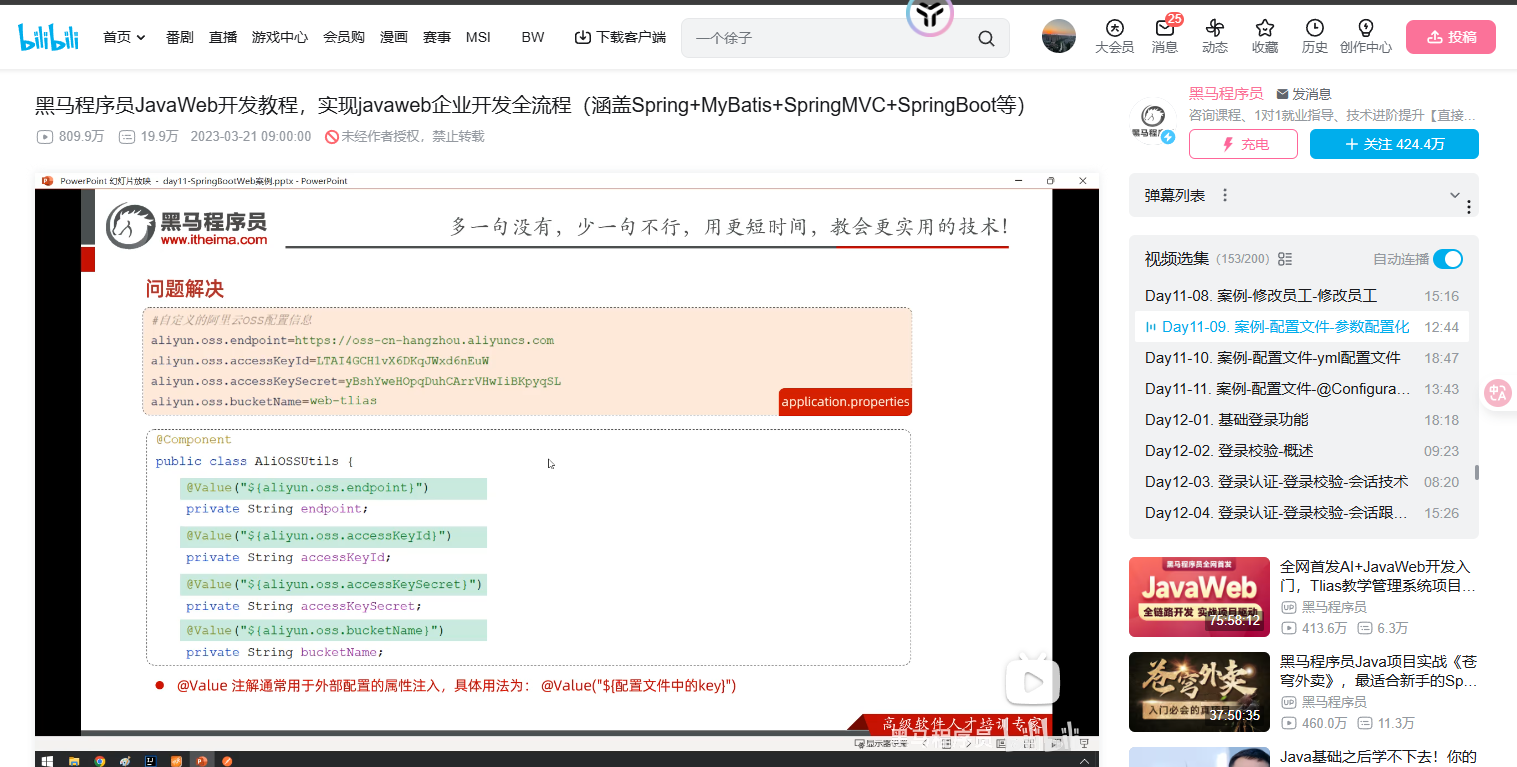 bilibili
首页 番剧 直播 游戏中心 会员购 漫画 赛事 MSI BW 下载客户端 一个徐子 大会员 25 消息 动态 收藏 历史 创作中心 投稿
黑马程序员JavaWeb开发教程，实现javaweb企业开发全流程（涵盖Spring+MyBatis+SpringMVC+SpringBoot等）
809.9万 19.9万 2023-03-21 09:00:00 未经作者授权，禁止转载
PowerPoint 幻灯片放映 - day11-SpringBootWeb案例.pptx - PowerPoint
黑马程序员
www.itheima.com
多一句没有，少一句不行，用更短时间，教会更实用的技术！
问题解决
#自定义的阿里云oss配置信息
aliyun.oss.endpoint=https://oss-cn-hangzhou.aliyuncs.com
aliyun.oss.accessKeyId=LTAI4GCH1vX6DKqJWxd6nEuW
aliyun.oss.accessKeySecret=yBshYweHOpqDuhCArrVHwIiBKpyqSL
aliyun.oss.bucketName=web-tlias
application.properties
@Component
public class AliOSSUtils {
@Value("${aliyun.oss.endpoint}")
private String endpoint;
@Value("${aliyun.oss.accessKeyId}")
private String accessKeyId;
@Value("${aliyun.oss.accessKeySecret}")
private String accessKeySecret;
@Value("${aliyun.oss.bucketName}")
private String bucketName;
@Value 注解通常用于外部配置的属性注入，具体用法为： @Value("${配置文件中的key}")
高级软件人才培训专家
黑马程序员
黑马程序员 发消息
咨询课程、1对1就业指导、技术进阶提升【直接...
充电 + 关注 424.4万
弹幕列表
视频选集 (153/200) 自动连播
Day11-08. 案例-修改员工-修改员工 15:16
Day11-09. 案例-配置文件-参数配置化 12:44
Day11-10. 案例-配置文件-yml配置文件 18:47
Day11-11. 案例-配置文件-@Configura... 13:43
Day12-01. 基础登录功能 18:18
Day12-02. 登录校验-概述 09:23
Day12-03. 登录认证-登录校验-会话技术 08:20
Day12-04. 登录认证-登录校验-会话跟... 15:26
黑马程序员全网首发
JavaWeb
全链路开发 实战项目驱动
75:58:12
全网首发AI+JavaWeb开发入
门，Tlias教学管理系统项目...
UP 黑马程序员
413.6万 6.3万
苍穹外卖
37:50:35
黑马程序员Java项目实战《苍
穹外卖》，最适合新手的Sp...
UP 黑马程序员
460.0万 11.3万
Java基础之后学不下去！你的